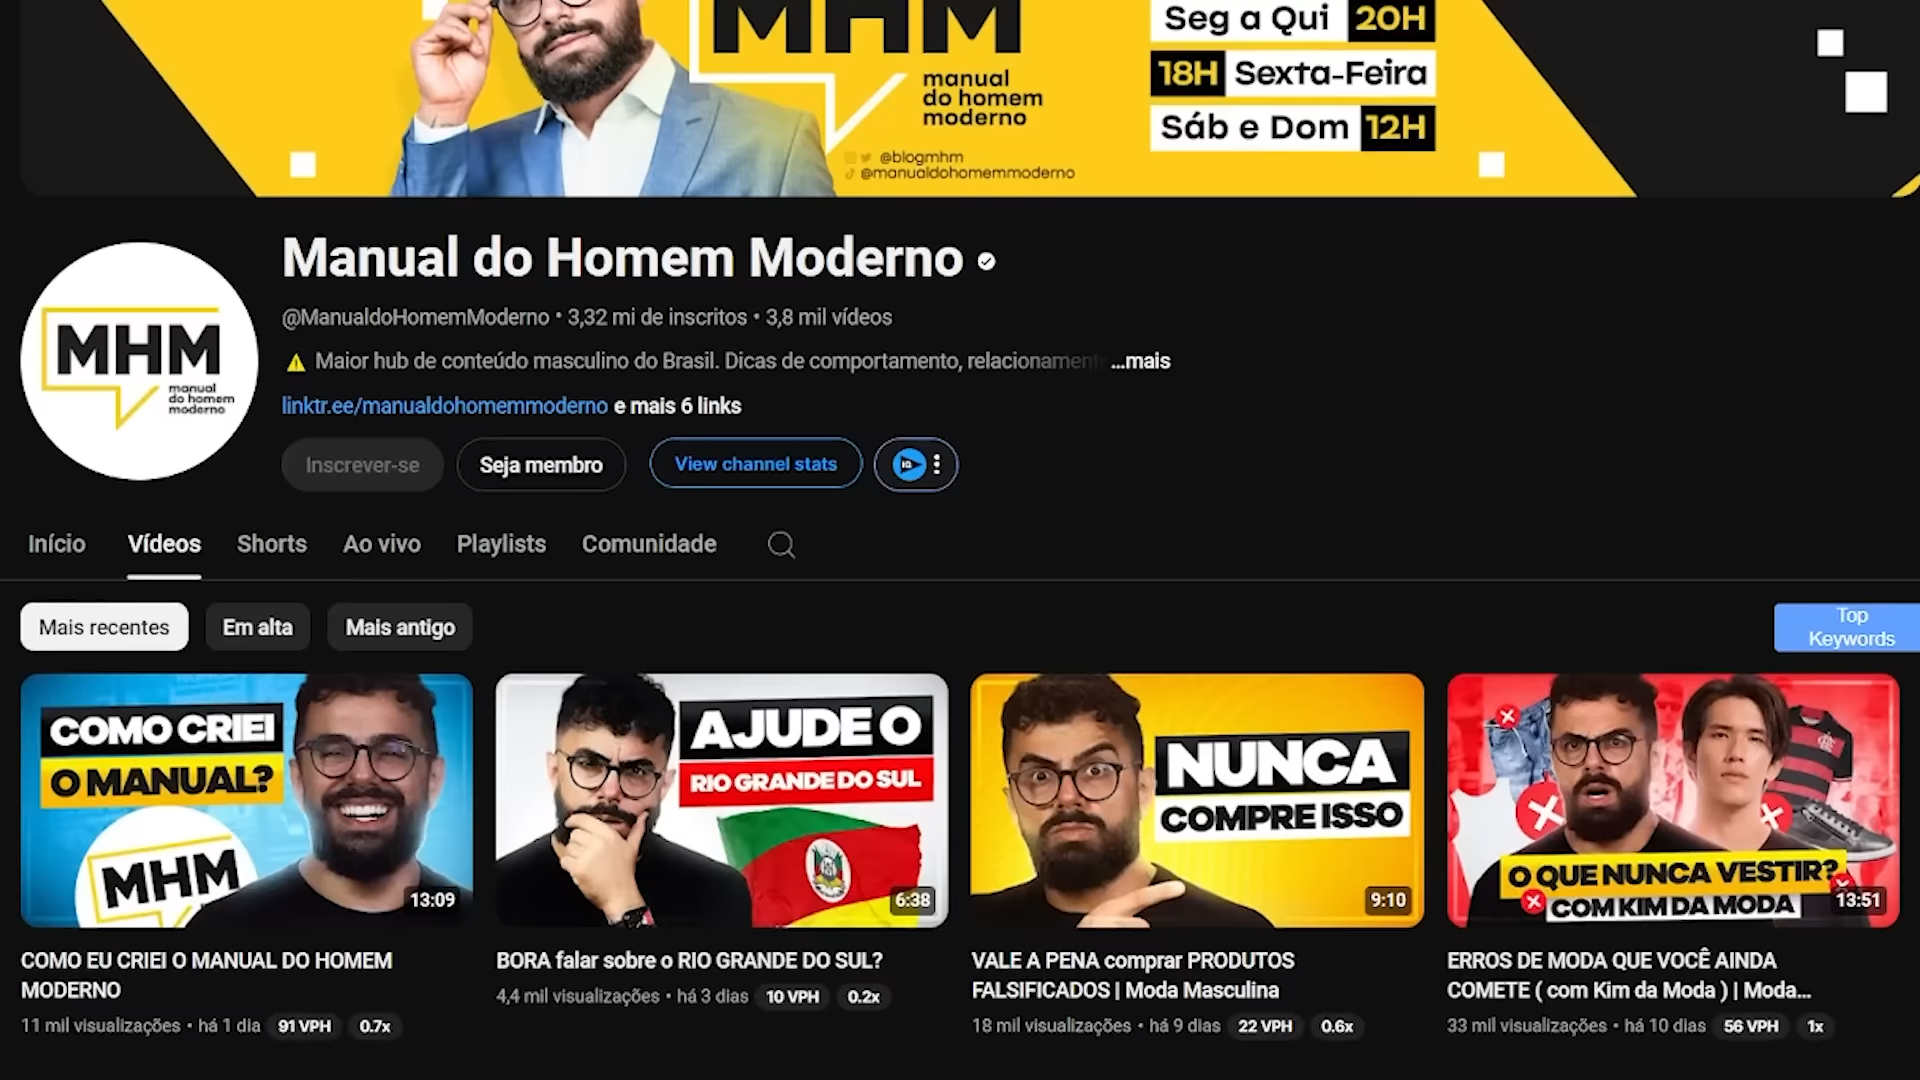 MHM
manual
do homem
moderno
@blogmhm
@manualdohomemmoderno
Seg a Qui 20H
18H Sexta-Feira
Sáb e Dom 12H
MHM
manual
do homem
moderno
Manual do Homem Moderno
@ManualdoHomemModerno • 3,32 mi de inscritos • 3,8 mil vídeos
Maior hub de conteúdo masculino do Brasil. Dicas de comportamento, relacionament ...mais
linktr.ee/manualdohomemmoderno e mais 6 links
Inscrever-se Seja membro View channel stats IQ
Início Vídeos Shorts Ao vivo Playlists Comunidade
Mais recentes Em alta Mais antigo
Top
Keywords
COMO CRIEI
O MANUAL?
MHM
13:09
AJUDE O
RIO GRANDE DO SUL
6:38
NUNCA
COMPRE ISSO
9:10
O QUE NUNCA VESTIR?
COM KIM DA MODA
13:51
COMO EU CRIEI O MANUAL DO HOMEM
MODERNO
11 mil visualizações • há 1 dia 91 VPH 0.7x
BORA falar sobre o RIO GRANDE DO SUL?
4,4 mil visualizações • há 3 dias 10 VPH 0.2x
VALE A PENA comprar PRODUTOS
FALSIFICADOS | Moda Masculina
18 mil visualizações • há 9 dias 22 VPH 0.6x
ERROS DE MODA QUE VOCÊ AINDA
COMETE ( com Kim da Moda ) | Moda...
33 mil visualizações • há 10 dias 56 VPH 1x